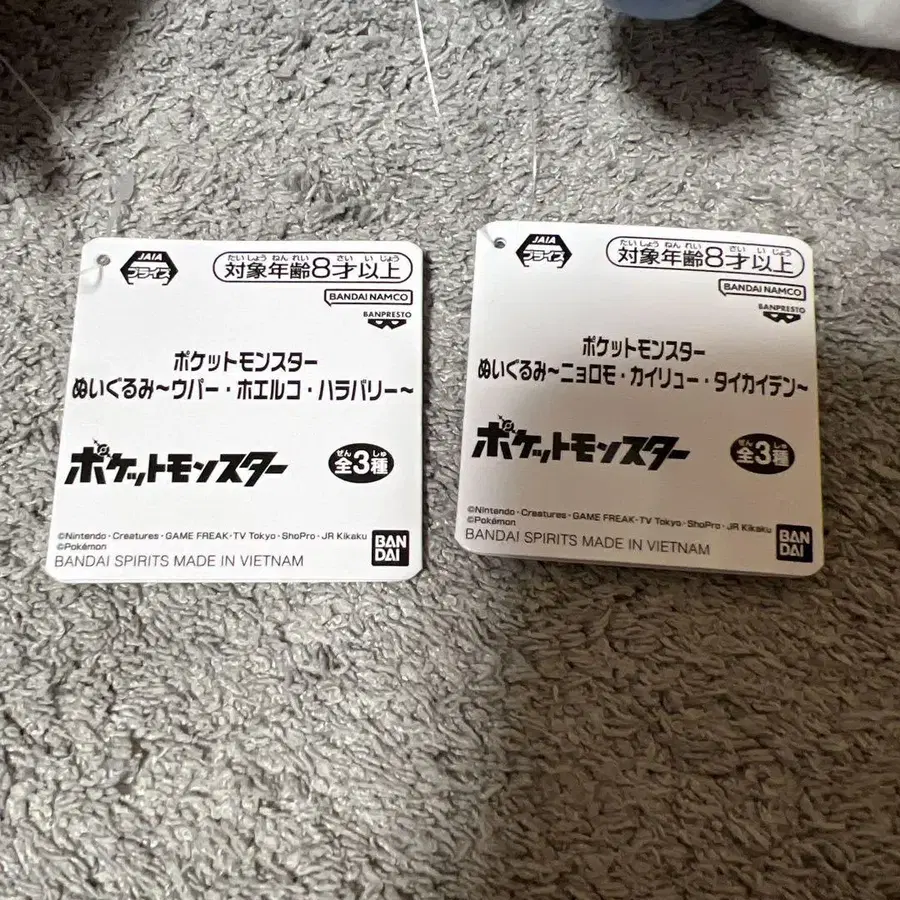 JAIA
プライズ
たいしょう ねん れい さい い じょう
対象年齢8才以上
BANDAI NAMCO
BANPRESTO
ポケットモンスター
ぬいぐるみ~ウパー・ホエルコ・ハラバリー~
ポケットモンスター
ぜん しゅ
全3種
©Nintendo・Creatures・GAME FREAK・TV Tokyo・ShoPro・JR Kikaku
©Pokémon
BANDAI SPIRITS MADE IN VIETNAM
BAN
DAI
JAIA
プライズ
たいしょう ねん れい さい い じょう
対象年齢8才以上
BANDAI NAMCO
BANPRESTO
ポケットモンスター
ぬいぐるみ~ニョロモ・カイリュー・タイカイデン~
ポケットモンスター
ぜん しゅ
全3種
©Nintendo・Creatures・GAME FREAK・TV Tokyo・ShoPro・JR Kikaku
©Pokémon
BANDAI SPIRITS MADE IN VIETNAM
BAN
DAI